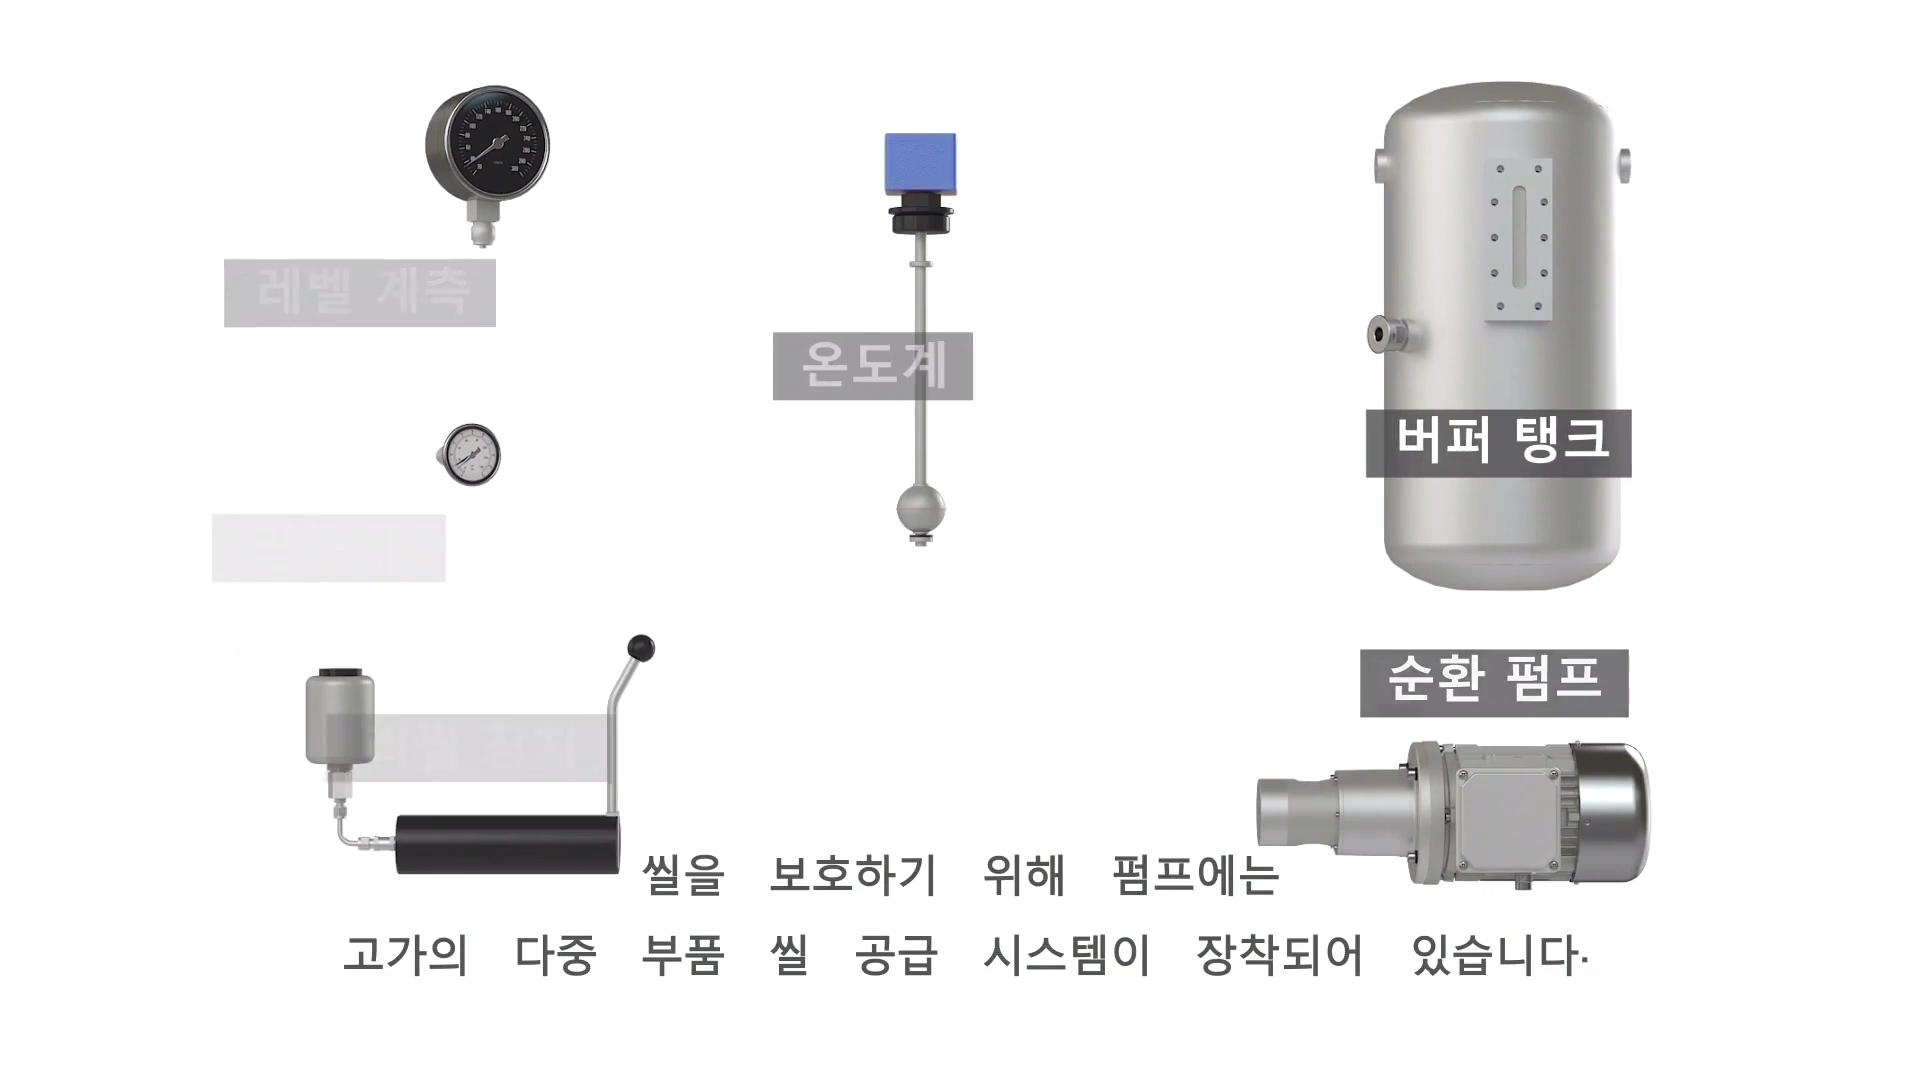 레벨 계측
온도계
버퍼 탱크
순환 펌프
씰을 보호하기 위해 펌프에는
고가의 다중 부품 씰 공급 시스템이 장착되어 있습니다.